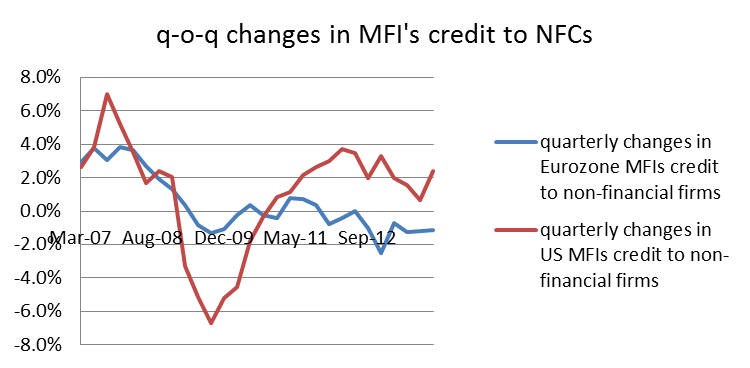 q-o-q changes in MFI's credit to NFCs
8.0%
6.0%
4.0%
2.0%
0.0%
Mar-07 Aug-08 Dec-09 May-11 Sep-12
-2.0%
-4.0%
-6.0%
-8.0%
quarterly changes in
Eurozone MFIs credit
to non-financial firms
quarterly changes in
US MFIs credit to non-
financial firms